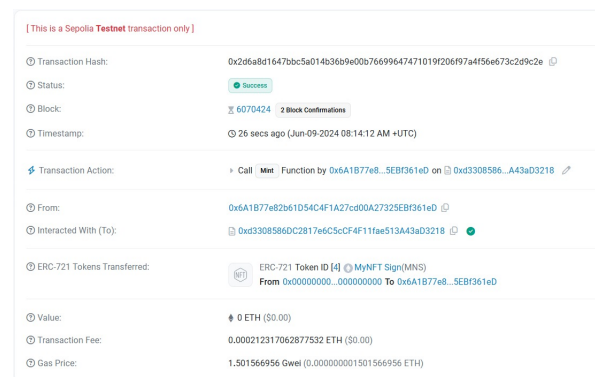 [ This is a Sepolia Testnet transaction only ]
Transaction Hash: 0x2d6a8d1647bbc5a014b36b9e00b76699647471019f206f97a4f56e673c2d9c2e
Status: Success
Block: 6070424 2 Block Confirmations
Timestamp: 26 secs ago (Jun-09-2024 08:14:12 AM +UTC)
Transaction Action: Call Mint Function by 0x6A1B77e8...5EBf361eD on 0xd3308586...A43aD3218
From: 0x6A1B77e82b61D54C4F1A27cd00A27325EBf361eD
Interacted With (To): 0xd3308586DC2817e6C5cCF4F11fae513A43aD3218
ERC-721 Tokens Transferred: ERC-721 Token ID [4] MyNFT Sign(MNS)
NFT From 0x00000000...000000000 To 0x6A1B77e8...5EBf361eD
Value: 0 ETH ($0.00)
Transaction Fee: 0.000212317062877532 ETH ($0.00)
Gas Price: 1.501566956 Gwei (0.000000001501566956 ETH)